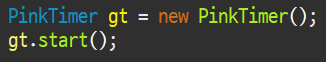 PinkTimer gt = new PinkTimer();
gt.start();